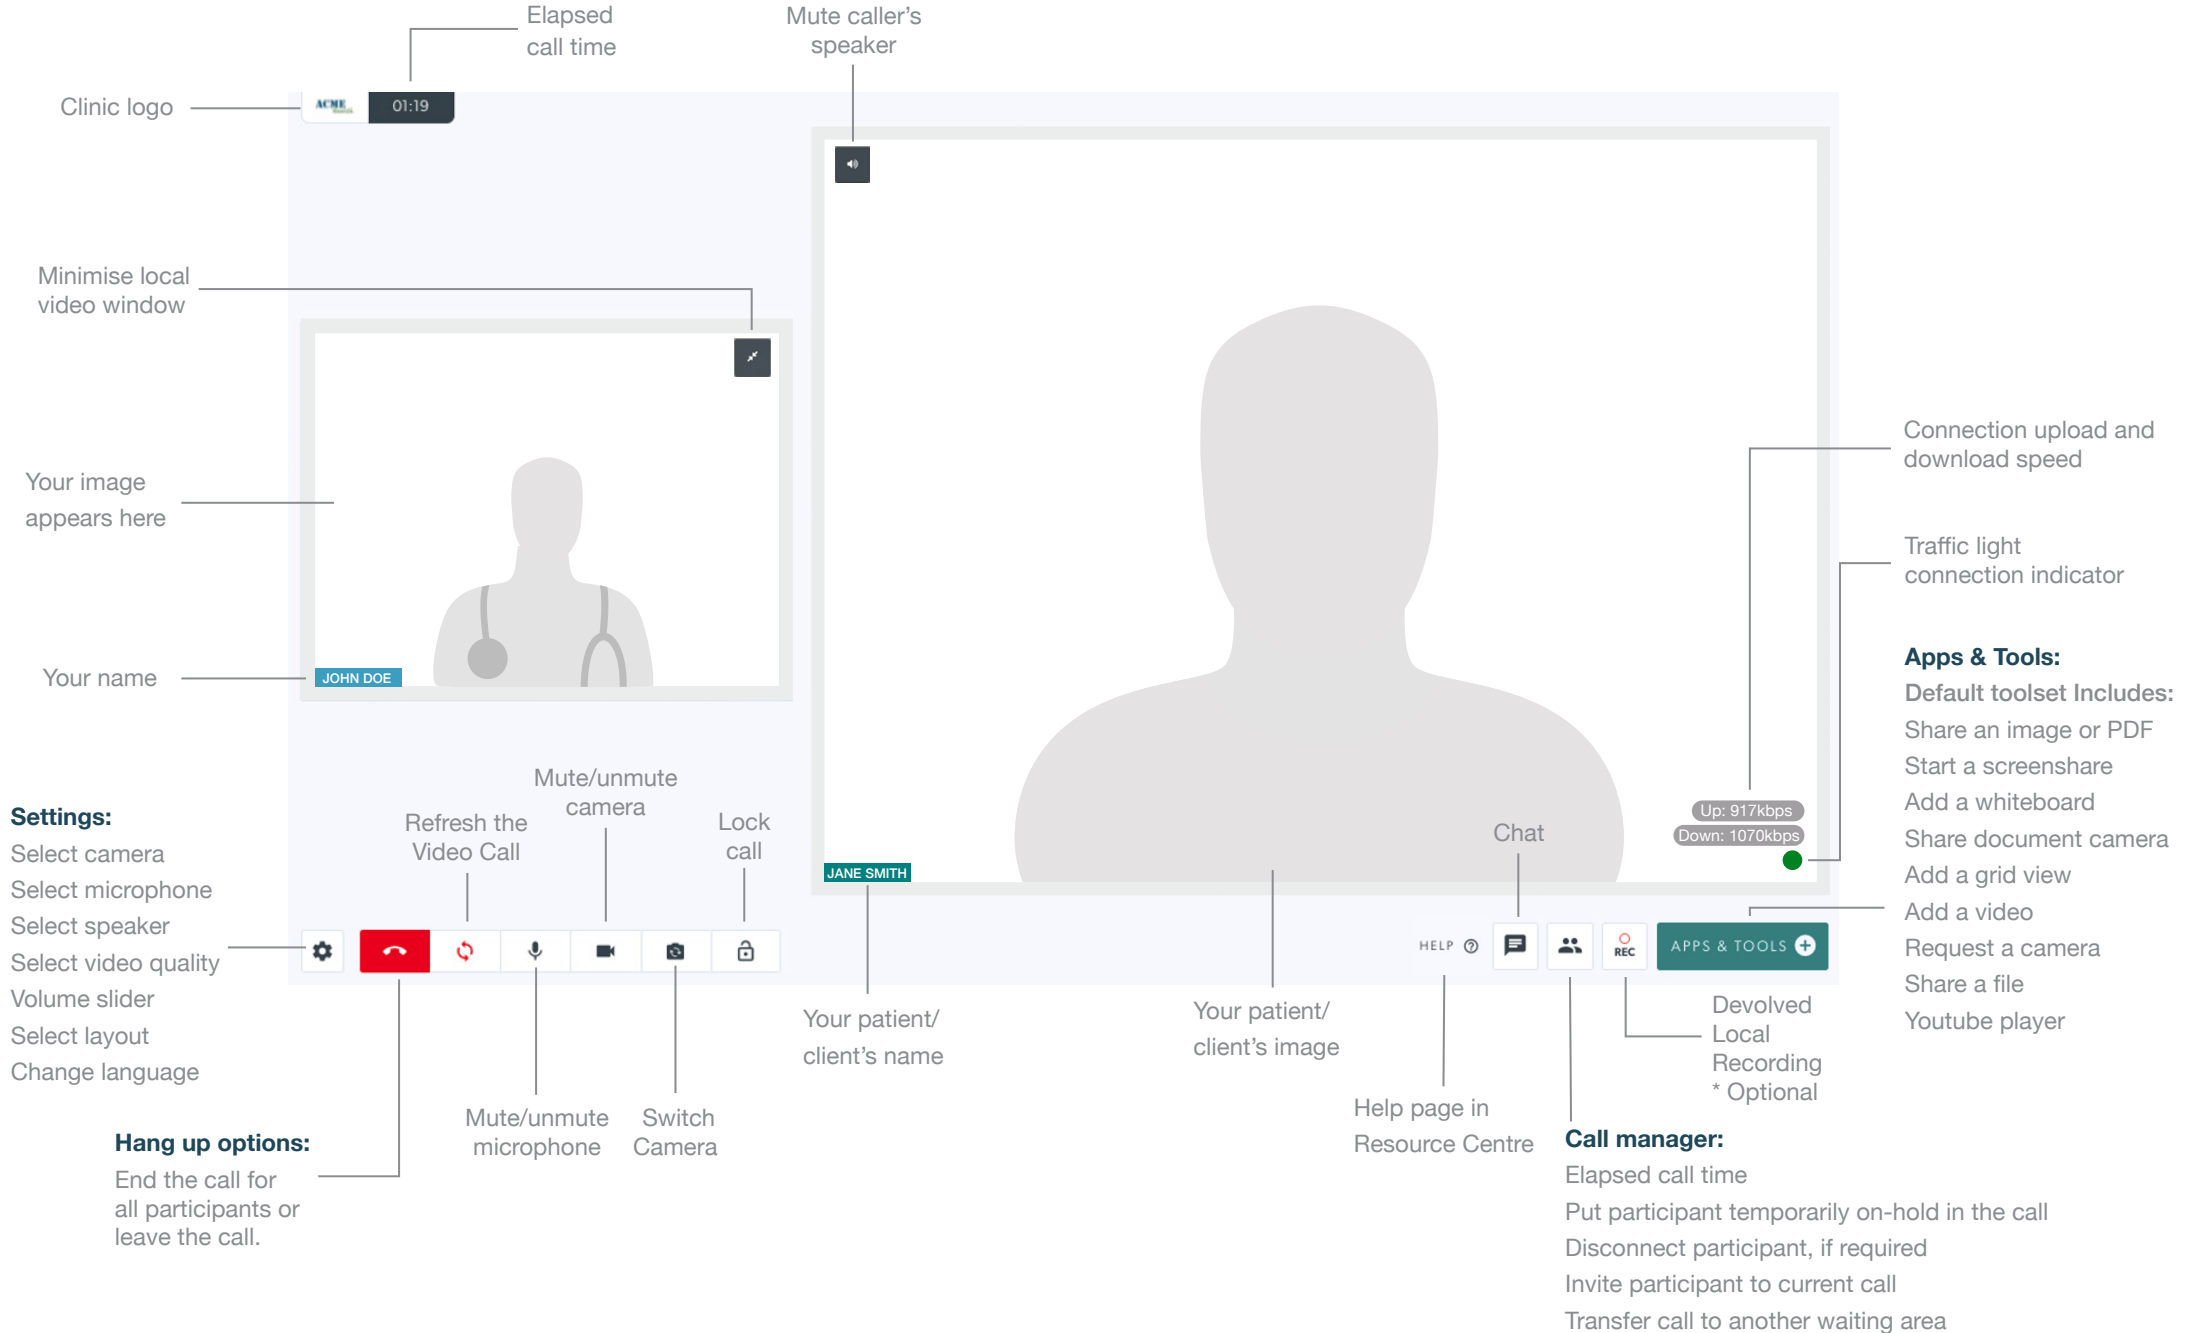 Elapsed
call time
Mute caller's
speaker
Clinic logo
ACME
01:19
Minimise local
video window
Your image
appears here
Your name
JOHN DOE
Connection upload and
download speed
Traffic light
connection indicator
Up: 917kbps
Down: 1070kbps
JANE SMITH
Apps & Tools:
Default toolset Includes:
Share an image or PDF
Start a screenshare
Add a whiteboard
Share document camera
Add a grid view
Add a video
Request a camera
Share a file
Youtube player
Settings:
Select camera
Select microphone
Select speaker
Select video quality
Volume slider
Select layout
Change language
Refresh the
Video Call
Mute/unmute
camera
Lock
call
Chat
HELP
REC
APPS & TOOLS
Hang up options:
End the call for
all participants or
leave the call.
Mute/unmute
microphone
Switch
Camera
Your patient/
client's name
Your patient/
client's image
Help page in
Resource Centre
Devolved
Local
Recording
* Optional
Call manager:
Elapsed call time
Put participant temporarily on-hold in the call
Disconnect participant, if required
Invite participant to current call
Transfer call to another waiting area